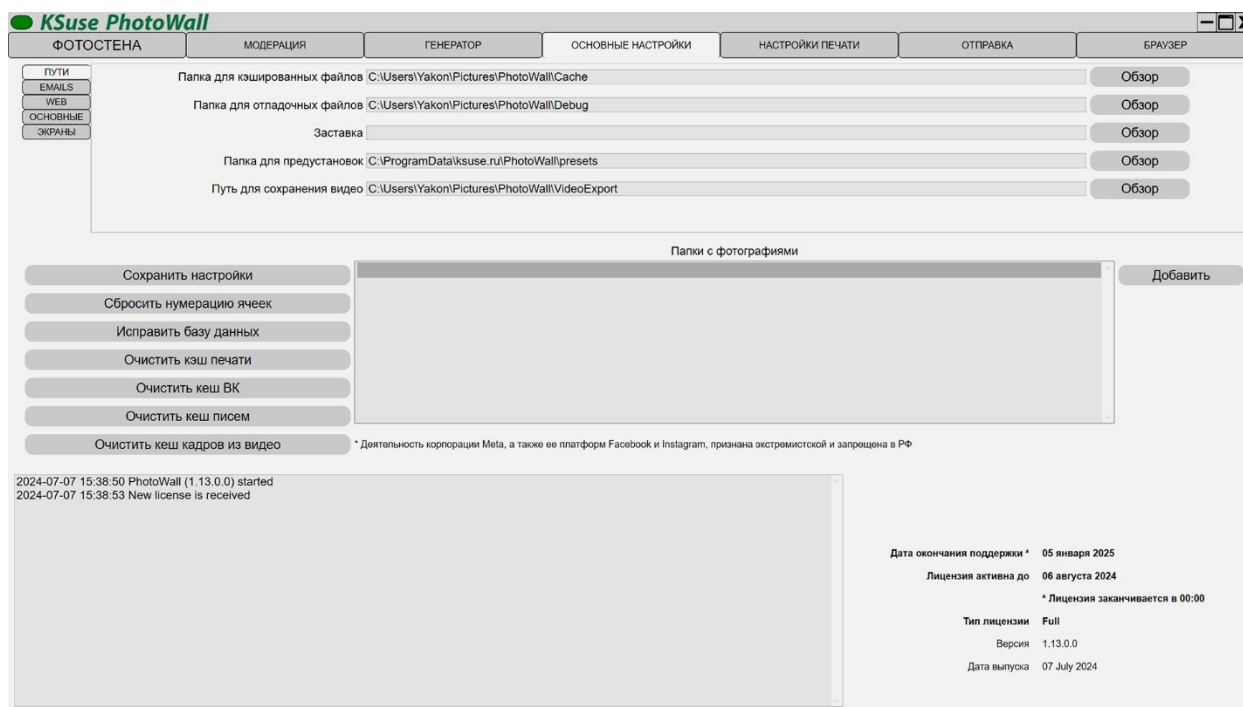 KSuse PhotoWall
ФОТОСТЕНА МОДЕРАЦИЯ ГЕНЕРАТОР ОСНОВНЫЕ НАСТРОЙКИ НАСТРОЙКИ ПЕЧАТИ ОТПРАВКА БРАУЗЕР
ПУТИ
EMAILS
WEB
ОСНОВНЫЕ
ЭКРАНЫ
Папка для кэшированных файлов C:\Users\Yakon\Pictures\PhotoWall\Cache Обзор
Папка для отладочных файлов C:\Users\Yakon\Pictures\PhotoWall\Debug Обзор
Заставка Обзор
Папка для предустановок C:\ProgramData\ksuse.ru\PhotoWall\presets Обзор
Путь для сохранения видео C:\Users\Yakon\Pictures\PhotoWall\VideoExport Обзор
Папки с фотографиями
Добавить
Сохранить настройки
Сбросить нумерацию ячеек
Исправить базу данных
Очистить кэш печати
Очистить кеш ВК
Очистить кеш писем
Очистить кеш кадров из видео
* Деятельность корпорации Meta, а также ее платформ Facebook и Instagram, признана экстремистской и запрещена в РФ
2024-07-07 15:38:50 PhotoWall (1.13.0.0) started
2024-07-07 15:38:53 New license is received
Дата окончания поддержки * 05 января 2025
Лицензия активна до 06 августа 2024
* Лицензия заканчивается в 00:00
Тип лицензии Full
Версия 1.13.0.0
Дата выпуска 07 July 2024